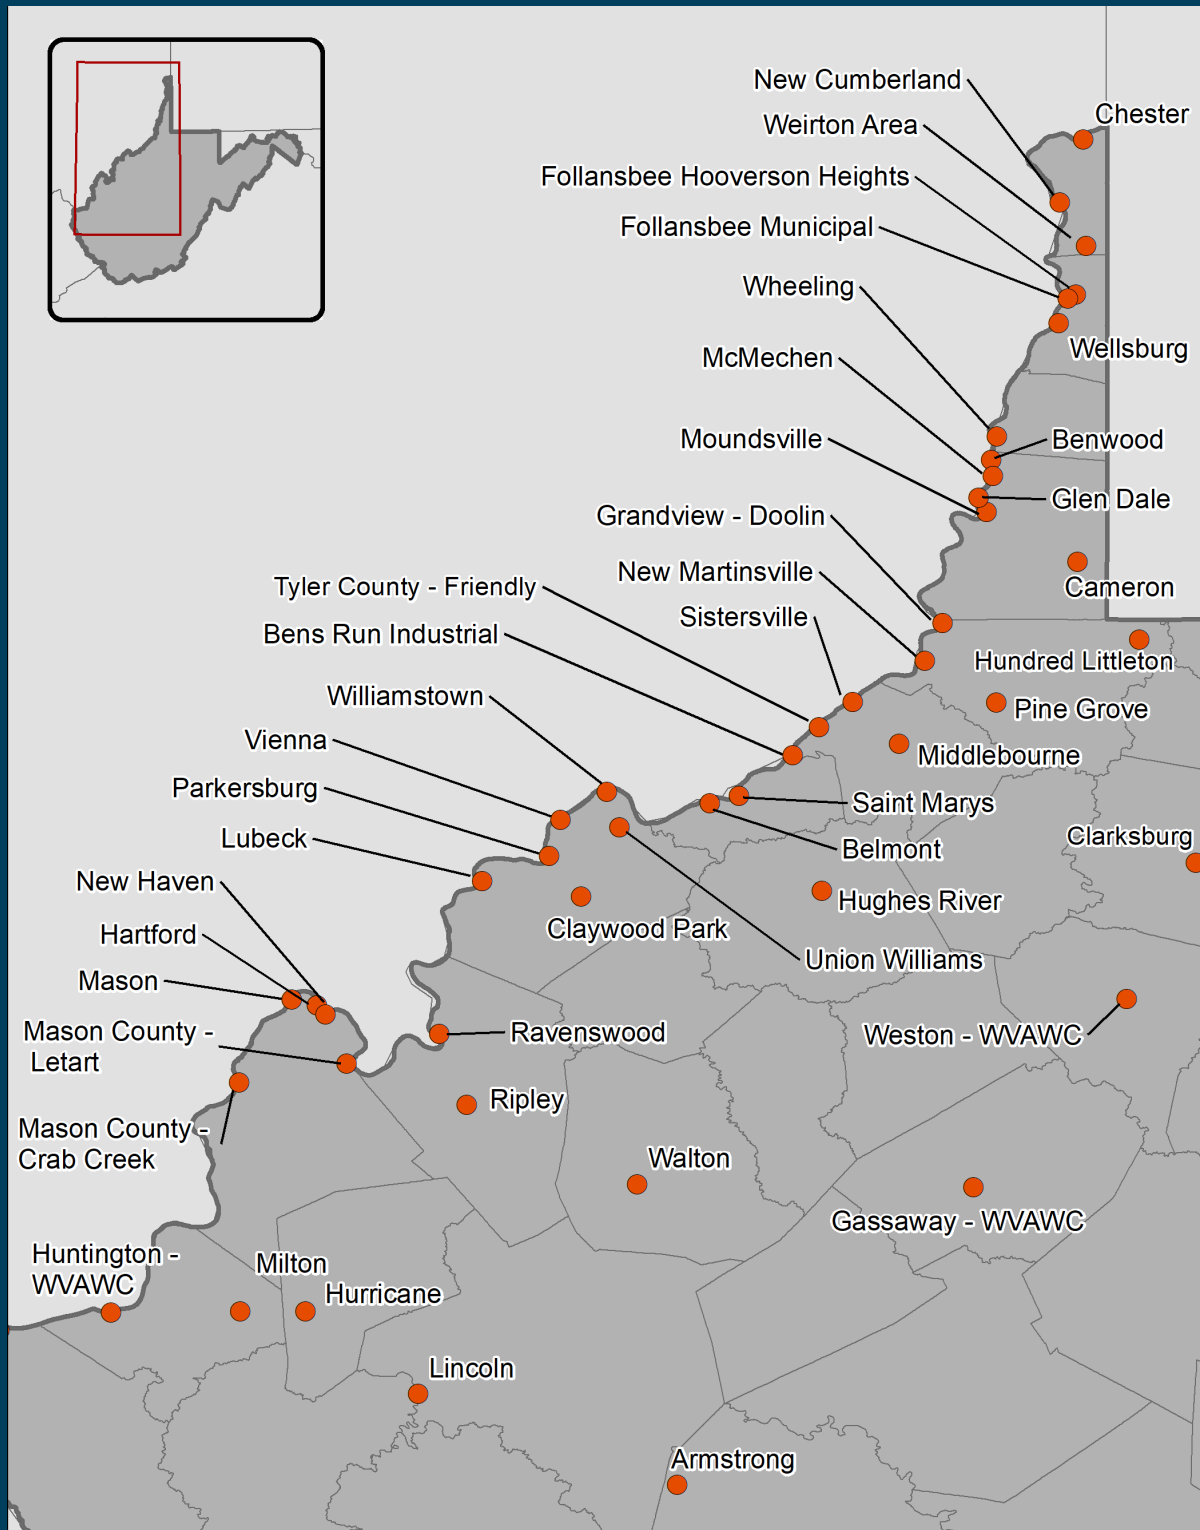 New Cumberland
Chester
Weirton Area
Follansbee Hooverson Heights
Follansbee Municipal
Wheeling
Wellsburg
McMechen
Moundsville
Benwood
Glen Dale
Grandview - Doolin
New Martinsville
Tyler County - Friendly
Cameron
Sistersville
Bens Run Industrial
Hundred Littleton
Williamstown
Pine Grove
Vienna
Middlebourne
Parkersburg
Saint Marys
Lubeck
Clarksburg
Belmont
New Haven
Hughes River
Hartford
Claywood Park
Union Williams
Mason
Mason County -
Letart
Ravenswood
Weston - WVAWC
Ripley
Mason County -
Crab Creek
Walton
Gassaway - WVAWC
Huntington -
WVAWC
Milton
Hurricane
Lincoln
Armstrong